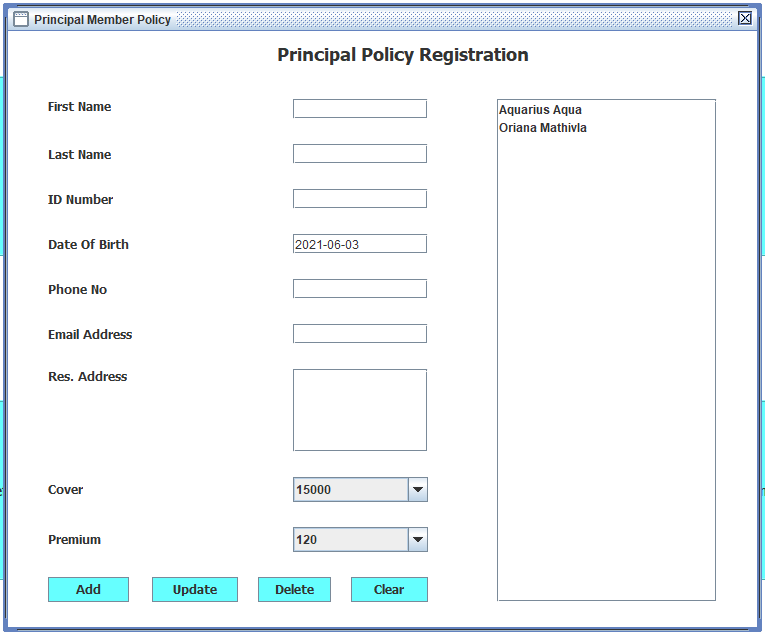 Principal Member Policy
Principal Policy Registration
First Name
Last Name
ID Number
Date Of Birth 2021-06-03
Phone No
Email Address
Res. Address
Cover 15000
Premium 120
Add Update Delete Clear
Aquarius Aqua
Oriana Mathivla